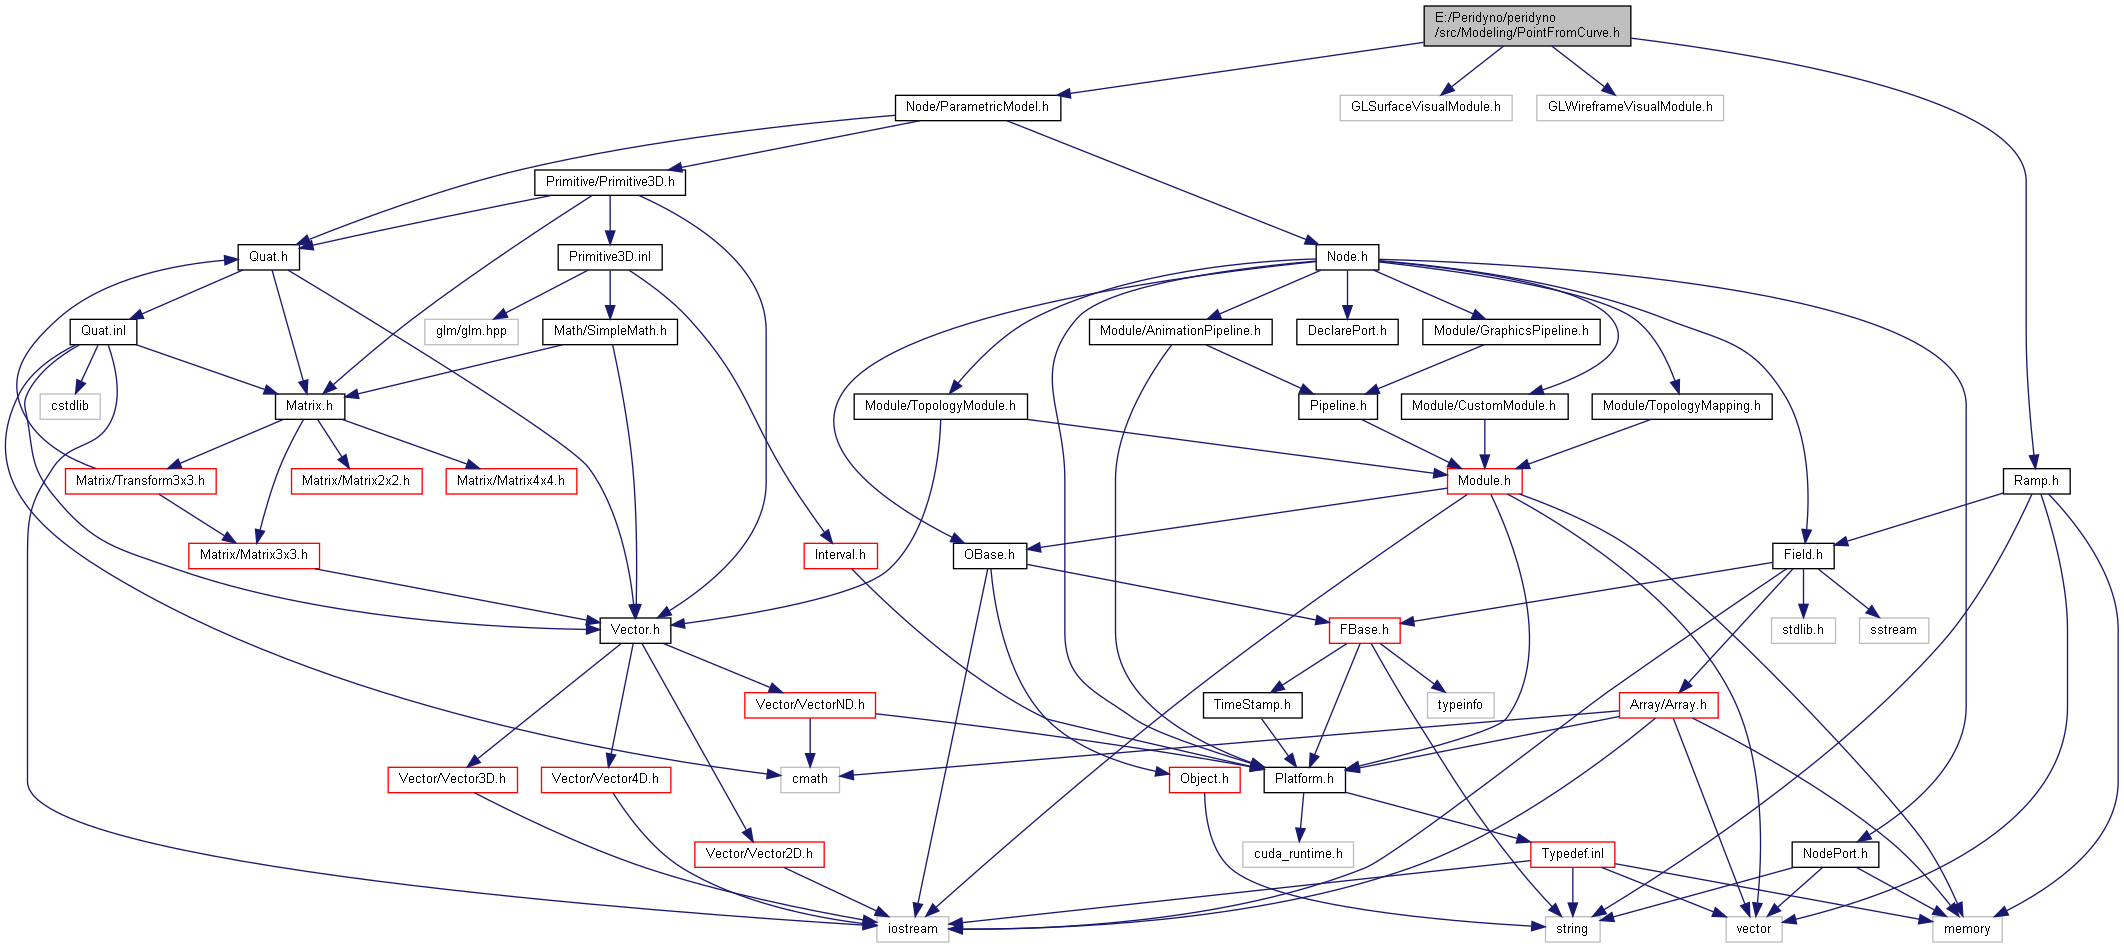 E:/Peridyno/peridyno
/src/Modeling/PointFromCurve.h
Node/ParametricModel.h
GLSurfaceVisualModule.h
GLWireframeVisualModule.h
Primitive/Primitive3D.h
Quat.h
Primitive3D.inl
Node.h
Quat.inl
glm/glm.hpp
Math/SimpleMath.h
Module/AnimationPipeline.h
DeclarePort.h
Module/GraphicsPipeline.h
cstdlib
Matrix.h
Module/TopologyModule.h
Pipeline.h
Module/CustomModule.h
Module/TopologyMapping.h
Matrix/Transform3x3.h
Matrix/Matrix2x2.h
Matrix/Matrix4x4.h
Module.h
Ramp.h
Matrix/Matrix3x3.h
Interval.h
OBase.h
Field.h
Vector.h
FBase.h
stdlib.h
sstream
Vector/VectorND.h
TimeStamp.h
typeinfo
Array/Array.h
Vector/Vector3D.h
Vector/Vector4D.h
cmath
Object.h
Platform.h
Vector/Vector2D.h
cuda_runtime.h
Typedef.inl
NodePort.h
iostream
string
vector
memory